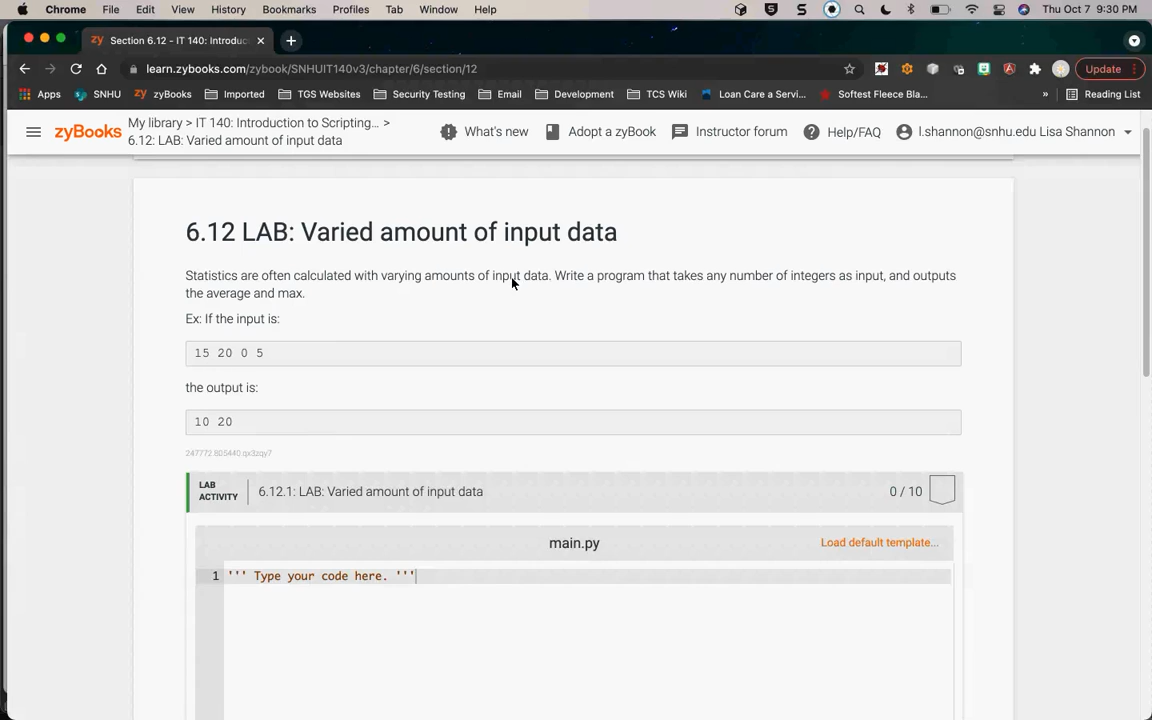 Chrome File Edit View History Bookmarks Profiles Tab Window Help Thu Oct 7 9:30 PM
zy Section 6.12 - IT 140: Introduc
learn.zybooks.com/zybook/SNHUIT140v3/chapter/6/section/12 Update
Apps SNHU zy zyBooks Imported TGS Websites Security Testing Email Development TCS Wiki Loan Care a Servi... Softest Fleece Bla... » Reading List
zyBooks My library > IT 140: Introduction to Scripting... >
6.12: LAB: Varied amount of input data
What's new Adopt a zyBook Instructor forum Help/FAQ l.shannon@snhu.edu Lisa Shannon
6.12 LAB: Varied amount of input data
Statistics are often calculated with varying amounts of input data. Write a program that takes any number of integers as input, and outputs
the average and max.
Ex: If the input is:
15 20 0 5
the output is:
10 20
247772.805440.qx3zqy7
LAB
ACTIVITY
6.12.1: LAB: Varied amount of input data
0 / 10
main.py
Load default template...
1 ''' Type your code here. '''